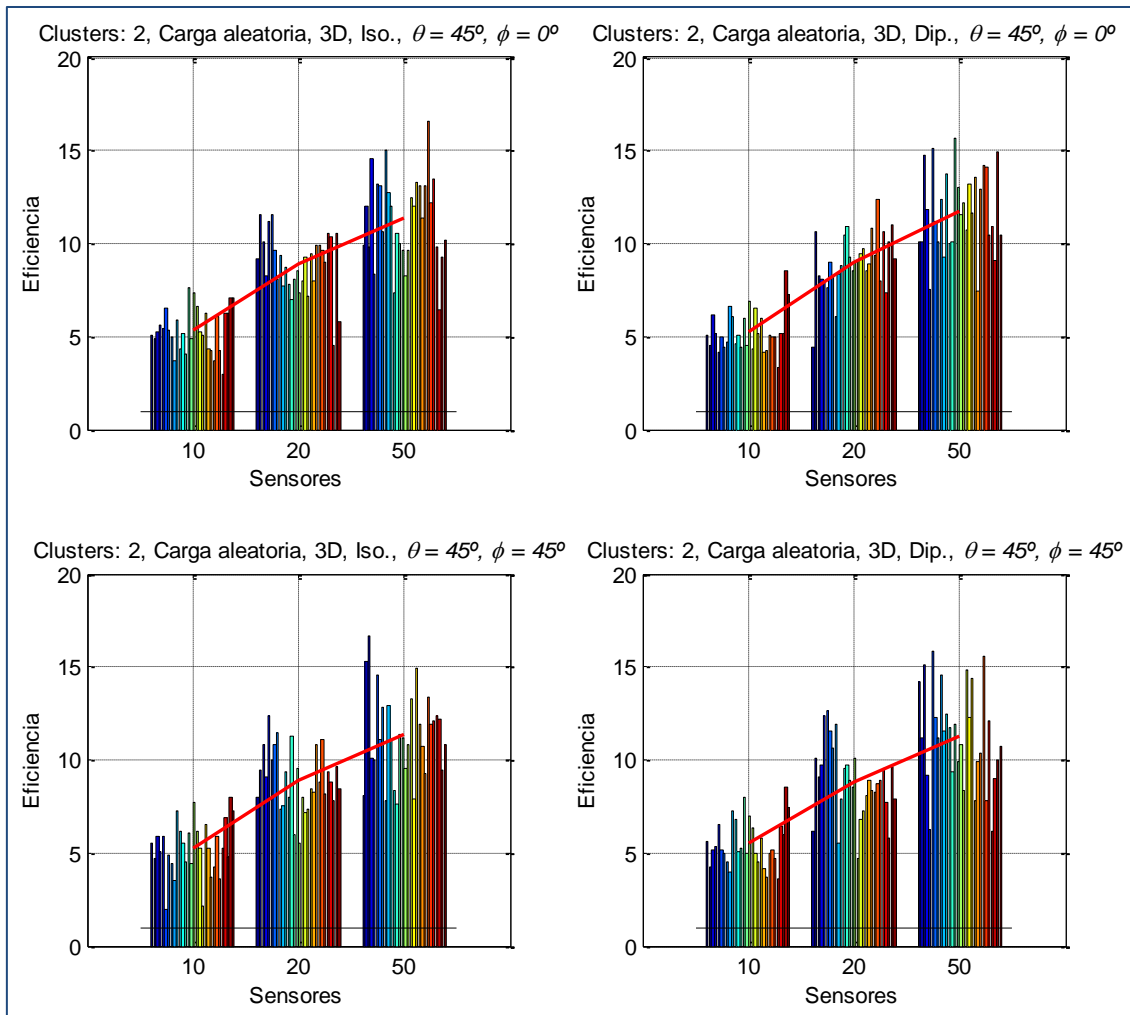 Clusters: 2, Carga aleatoria, 3D, Iso., θ = 45º, ϕ = 0º
20
15
10
5
0
Eficiencia
10 20 50
Sensores
Clusters: 2, Carga aleatoria, 3D, Dip., θ = 45º, ϕ = 0º
20
15
10
5
0
Eficiencia
10 20 50
Sensores
Clusters: 2, Carga aleatoria, 3D, Iso., θ = 45º, ϕ = 45º
20
15
10
5
0
Eficiencia
10 20 50
Sensores
Clusters: 2, Carga aleatoria, 3D, Dip., θ = 45º, ϕ = 45º
20
15
10
5
0
Eficiencia
10 20 50
Sensores